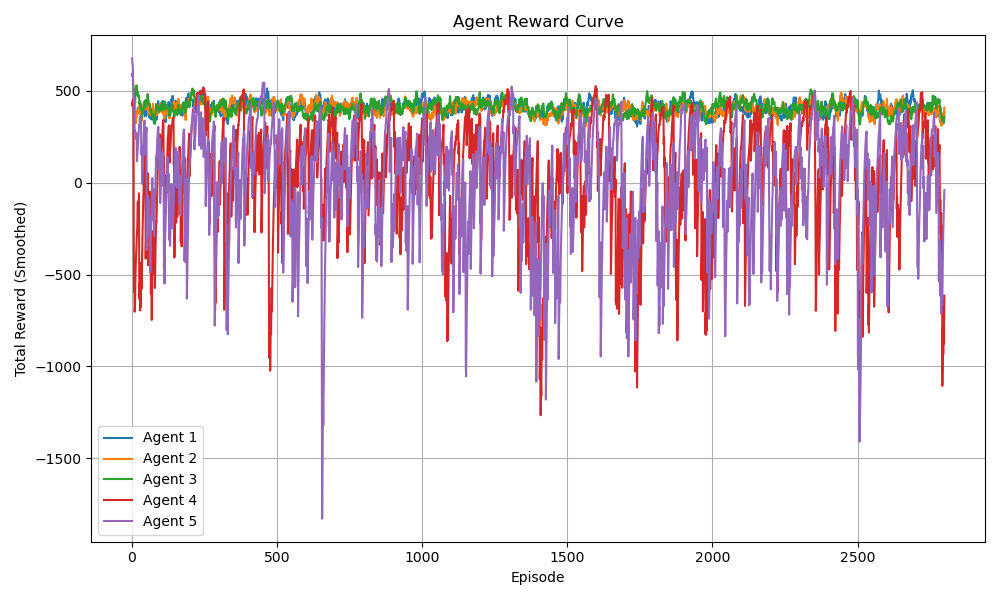 Agent Reward Curve
Total Reward (Smoothed)
500
0
−500
−1000
−1500
Agent 1
Agent 2
Agent 3
Agent 4
Agent 5
0 500 1000 1500 2000 2500
Episode